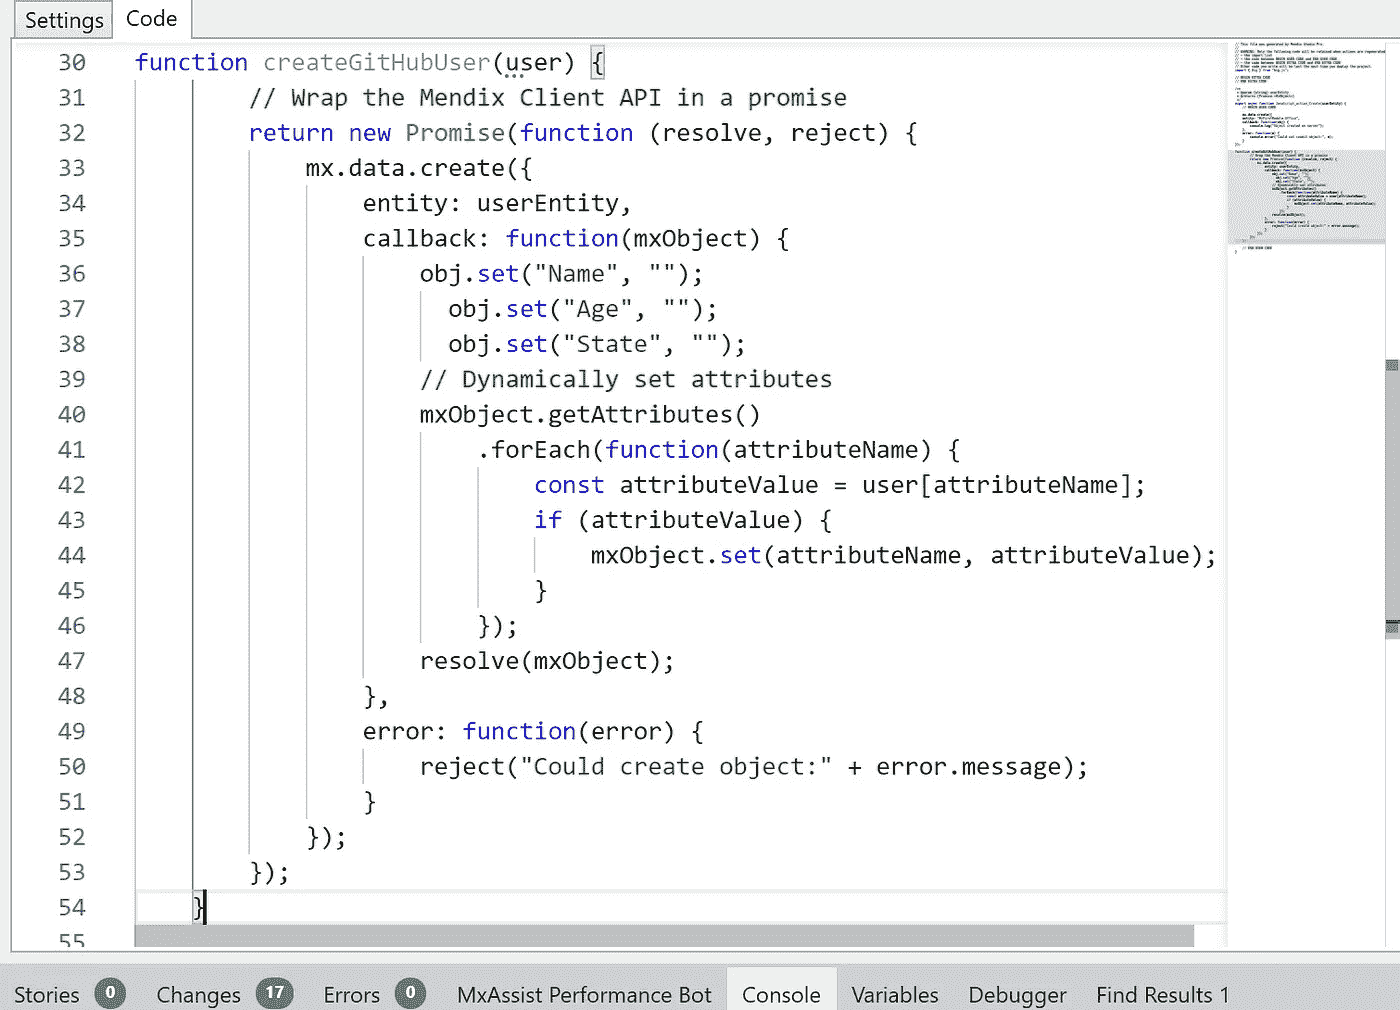 Settings Code
30 function createGitHubUser(user) {
31 // Wrap the Mendix Client API in a promise
32 return new Promise(function (resolve, reject) {
33 mx.data.create({
34 entity: userEntity,
35 callback: function(mxObject) {
36 obj.set("Name", "");
37 obj.set("Age", "");
38 obj.set("State", "");
39 // Dynamically set attributes
40 mxObject.getAttributes()
41 .forEach(function(attributeName) {
42 const attributeValue = user[attributeName];
43 if (attributeValue) {
44 mxObject.set(attributeName, attributeValue);
45 }
46 });
47 resolve(mxObject);
48 },
49 error: function(error) {
50 reject("Could create object:" + error.message);
51 }
52 });
53 });
54 }
55
Stories 0 Changes 17 Errors 0 MxAssist Performance Bot Console Variables Debugger Find Results 1